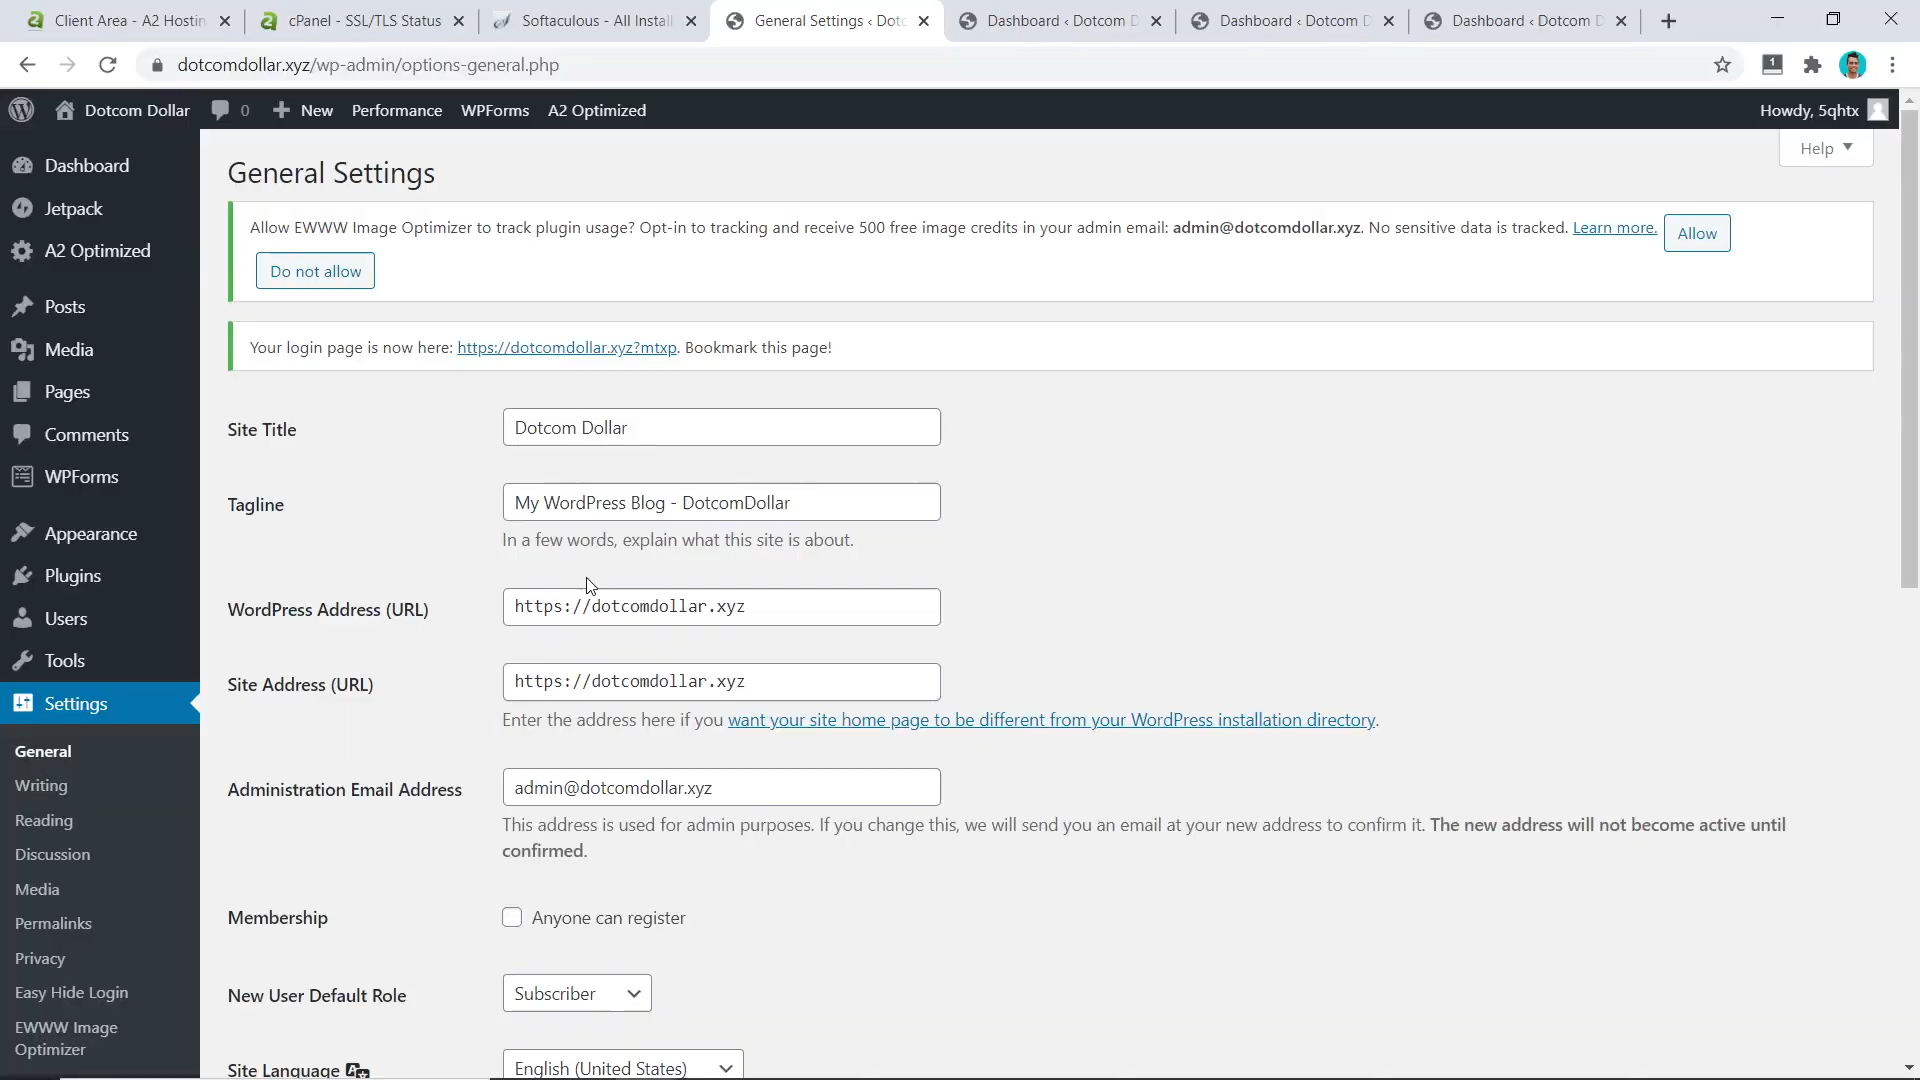 Client Area - A2 Hostin
cPanel - SSL/TLS Status
Softaculous - All Install
General Settings ‹ Dotc
Dashboard ‹ Dotcom D
Dashboard ‹ Dotcom D
Dashboard ‹ Dotcom D
dotcomdollar.xyz/wp-admin/options-general.php
1
Dotcom Dollar
0
New
Performance
WPForms
A2 Optimized
Howdy, 5qhtx
Help
Dashboard
Jetpack
A2 Optimized
Posts
Media
Pages
Comments
WPForms
Appearance
Plugins
Users
Tools
Settings
General
Writing
Reading
Discussion
Media
Permalinks
Privacy
Easy Hide Login
EWWW Image
Optimizer
General Settings
Allow EWWW Image Optimizer to track plugin usage? Opt-in to tracking and receive 500 free image credits in your admin email: admin@dotcomdollar.xyz. No sensitive data is tracked. Learn more. Allow
Do not allow
Your login page is now here: https://dotcomdollar.xyz?mtxp. Bookmark this page!
Site Title
Dotcom Dollar
Tagline
My WordPress Blog - DotcomDollar
In a few words, explain what this site is about.
WordPress Address (URL)
https://dotcomdollar.xyz
Site Address (URL)
https://dotcomdollar.xyz
Enter the address here if you want your site home page to be different from your WordPress installation directory.
Administration Email Address
admin@dotcomdollar.xyz
This address is used for admin purposes. If you change this, we will send you an email at your new address to confirm it. The new address will not become active until
confirmed.
Membership
Anyone can register
New User Default Role
Subscriber
Site Language
English (United States)